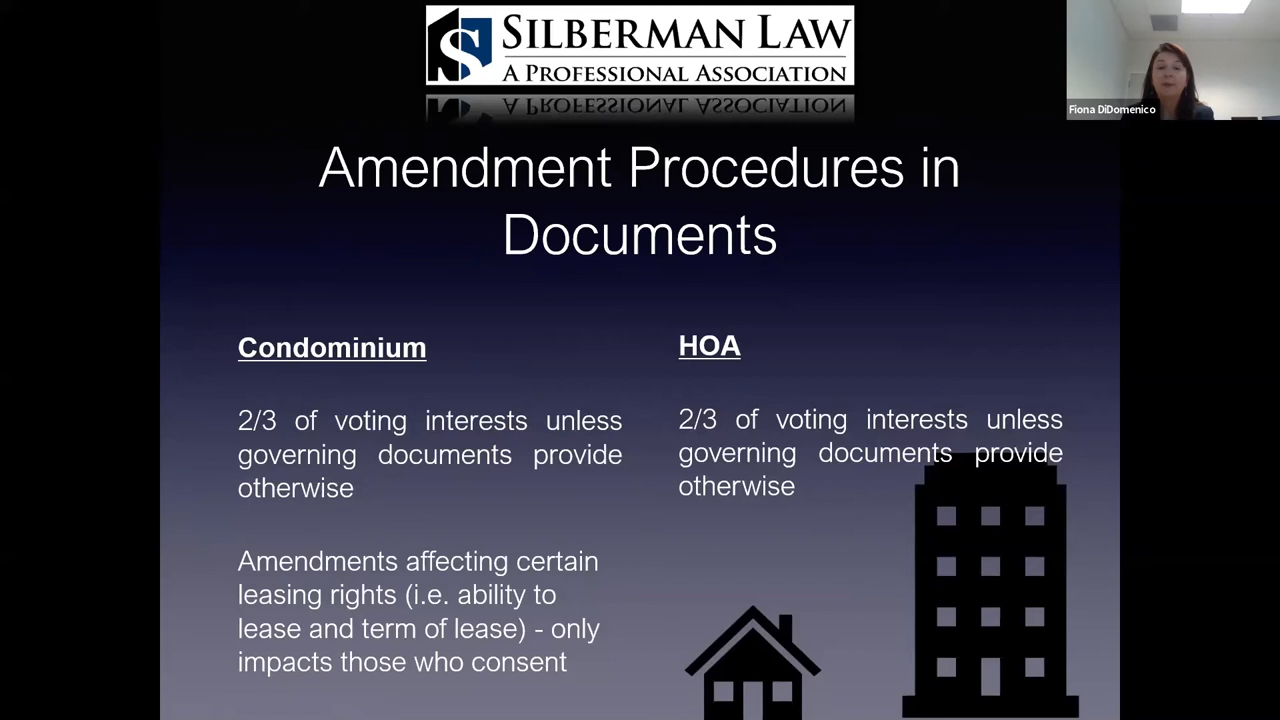 SILBERMAN LAW
A PROFESSIONAL ASSOCIATION
Fiona DiDomenico
Amendment Procedures in
Documents
Condominium
2/3 of voting interests unless
governing documents provide
otherwise
Amendments affecting certain
leasing rights (i.e. ability to
lease and term of lease) - only
impacts those who consent
HOA
2/3 of voting interests unless
governing documents provide
otherwise